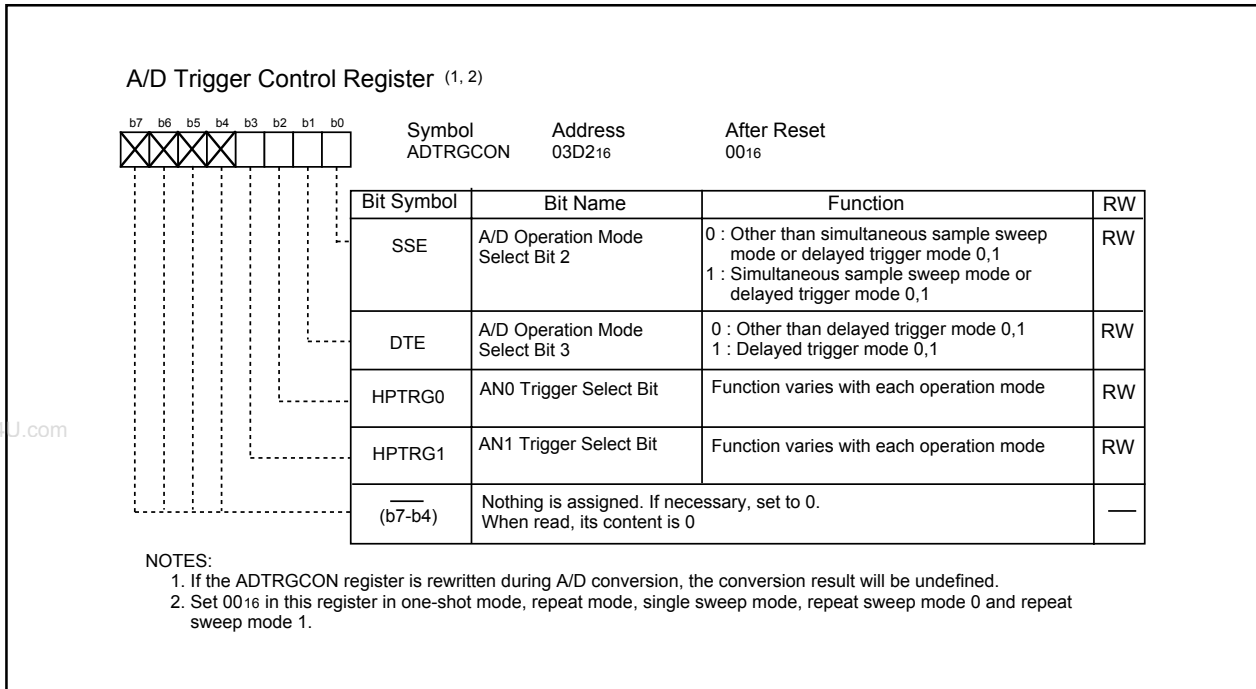 A/D Trigger Control Register (1, 2)
b7 b6 b5 b4 b3 b2 b1 b0
Symbol Address After Reset
ADTRGCON 03D216 0016
Bit Symbol Bit Name Function RW
SSE A/D Operation Mode Select Bit 2 0 : Other than simultaneous sample sweep RW
mode or delayed trigger mode 0,1
1 : Simultaneous sample sweep mode or
delayed trigger mode 0,1
DTE A/D Operation Mode Select Bit 3 0 : Other than delayed trigger mode 0,1 RW
1 : Delayed trigger mode 0,1
HPTRG0 AN0 Trigger Select Bit Function varies with each operation mode RW
4U.com
HPTRG1 AN1 Trigger Select Bit Function varies with each operation mode RW
(b7-b4) Nothing is assigned. If necessary, set to 0.
When read, its content is 0
NOTES:
1. If the ADTRGCON register is rewritten during A/D conversion, the conversion result will be undefined.
2. Set 0016 in this register in one-shot mode, repeat mode, single sweep mode, repeat sweep mode 0 and repeat
sweep mode 1.